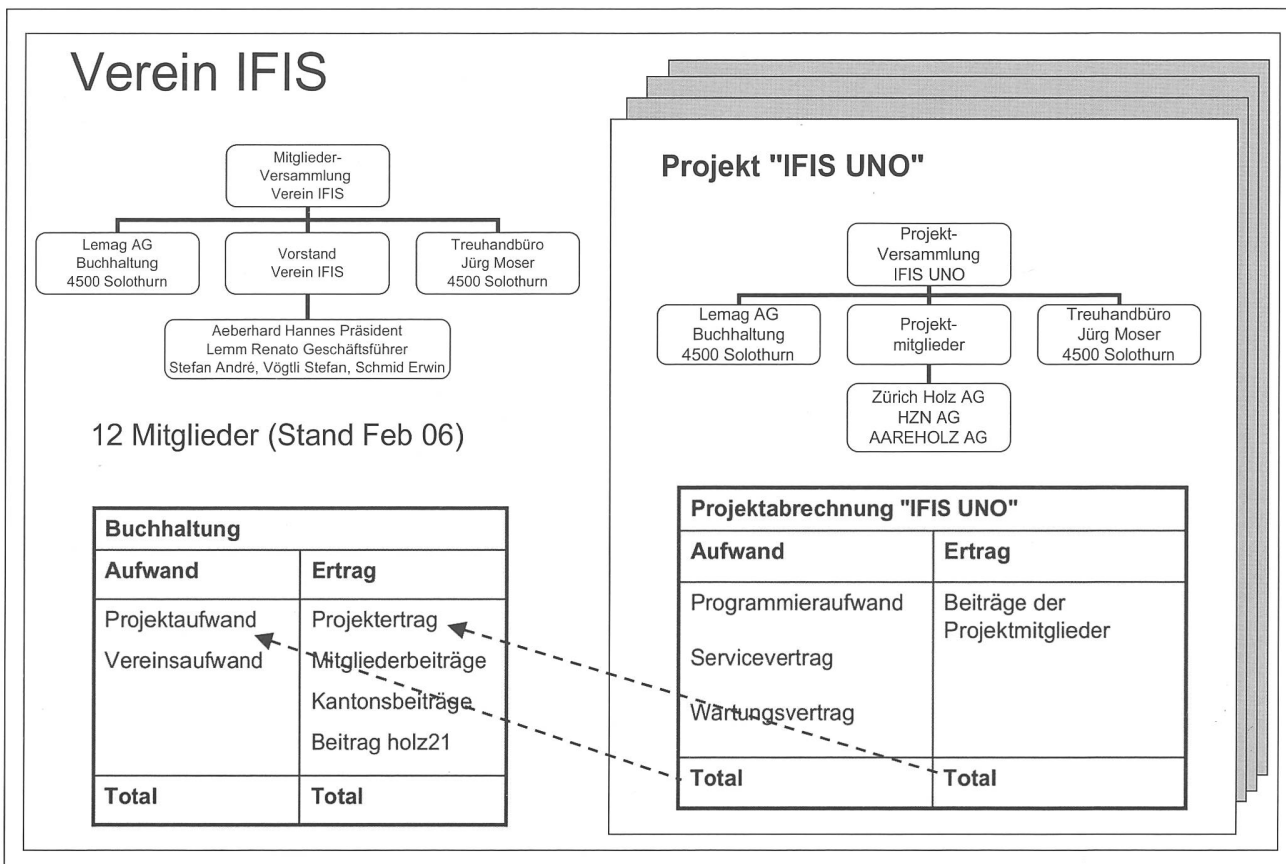 Verein IFIS
Mitglieder-
Versammlung
Verein IFIS
Lemag AG
Buchhaltung
4500 Solothurn
Vorstand
Verein IFIS
Treuhandbüro
Jürg Moser
4500 Solothurn
Aeberhard Hannes Präsident
Lemm Renato Geschäftsführer
Stefan André, Vögtli Stefan, Schmid Erwin
12 Mitglieder (Stand Feb 06)
Buchhaltung
Aufwand
Ertrag
Projektaufwand
Vereinsaufwand
Projektertrag
Mitgliederbeiträge
Kantonsbeiträge
Beitrag holz21
Total
Total
Projekt "IFIS UNO"
Projekt-
Versammlung
IFIS UNO
Lemag AG
Buchhaltung
4500 Solothurn
Projekt-
mitglieder
Treuhandbüro
Jürg Moser
4500 Solothurn
Zürich Holz AG
HZN AG
AAREHOLZ AG
Projektabrechnung "IFIS UNO"
Aufwand
Ertrag
Programmieraufwand
Servicevertrag
Wartungsvertrag
Beiträge der
Projektmitglieder
Total
Total